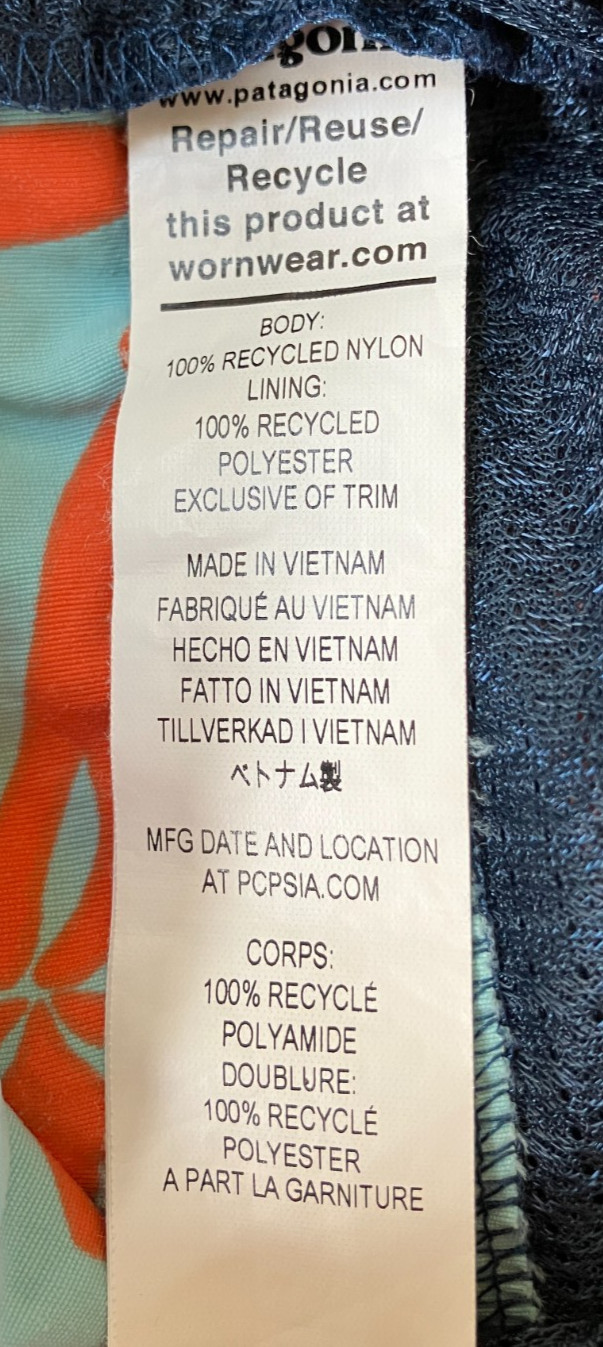 www.patagonia.com
Repair/Reuse/
Recycle
this product at
wornwear.com
BODY:
100% RECYCLED NYLON
LINING:
100% RECYCLED
POLYESTER
EXCLUSIVE OF TRIM
MADE IN VIETNAM
FABRIQUÉ AU VIETNAM
HECHO EN VIETNAM
FATTO IN VIETNAM
TILLVERKAD I VIETNAM
ベトナム製
MFG DATE AND LOCATION
AT PCPSIA.COM
CORPS:
100% RECYCLÉ
POLYAMIDE
DOUBLURE:
100% RECYCLÉ
POLYESTER
A PART LA GARNITURE